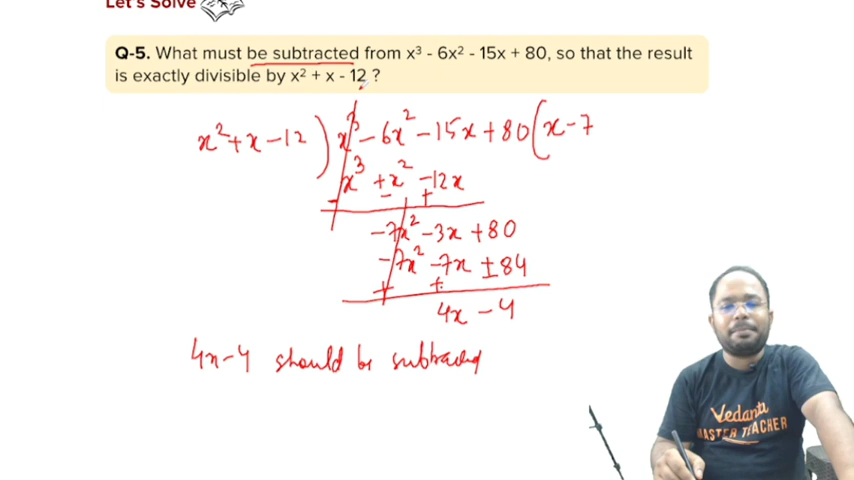 Let's Solve
Q-5. What must be subtracted from x³ - 6x² - 15x + 80, so that the result
is exactly divisible by x² + x - 12 ?
x²+x-12 ) x³ - 6x² - 15x + 80 ( x - 7
x³ + x² - 12x
- - +
-7x² - 3x + 80
-7x² - 7x ± 84
+ +
4x - 4
4x-4 should be subtracted
Vedantu
MASTER TEACHER